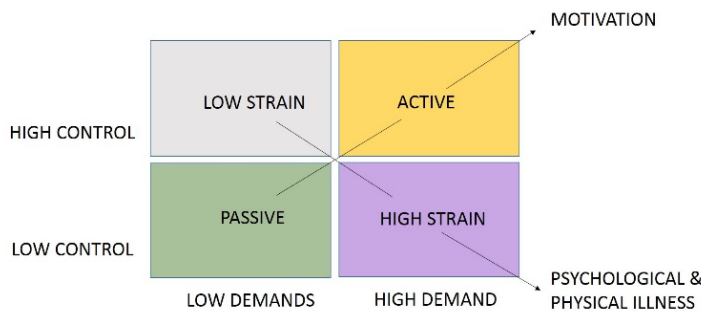 MOTIVATION
LOW STRAIN
ACTIVE
HIGH CONTROL
PASSIVE
HIGH STRAIN
LOW CONTROL
PSYCHOLOGICAL &
PHYSICAL ILLNESS
LOW DEMANDS
HIGH DEMAND